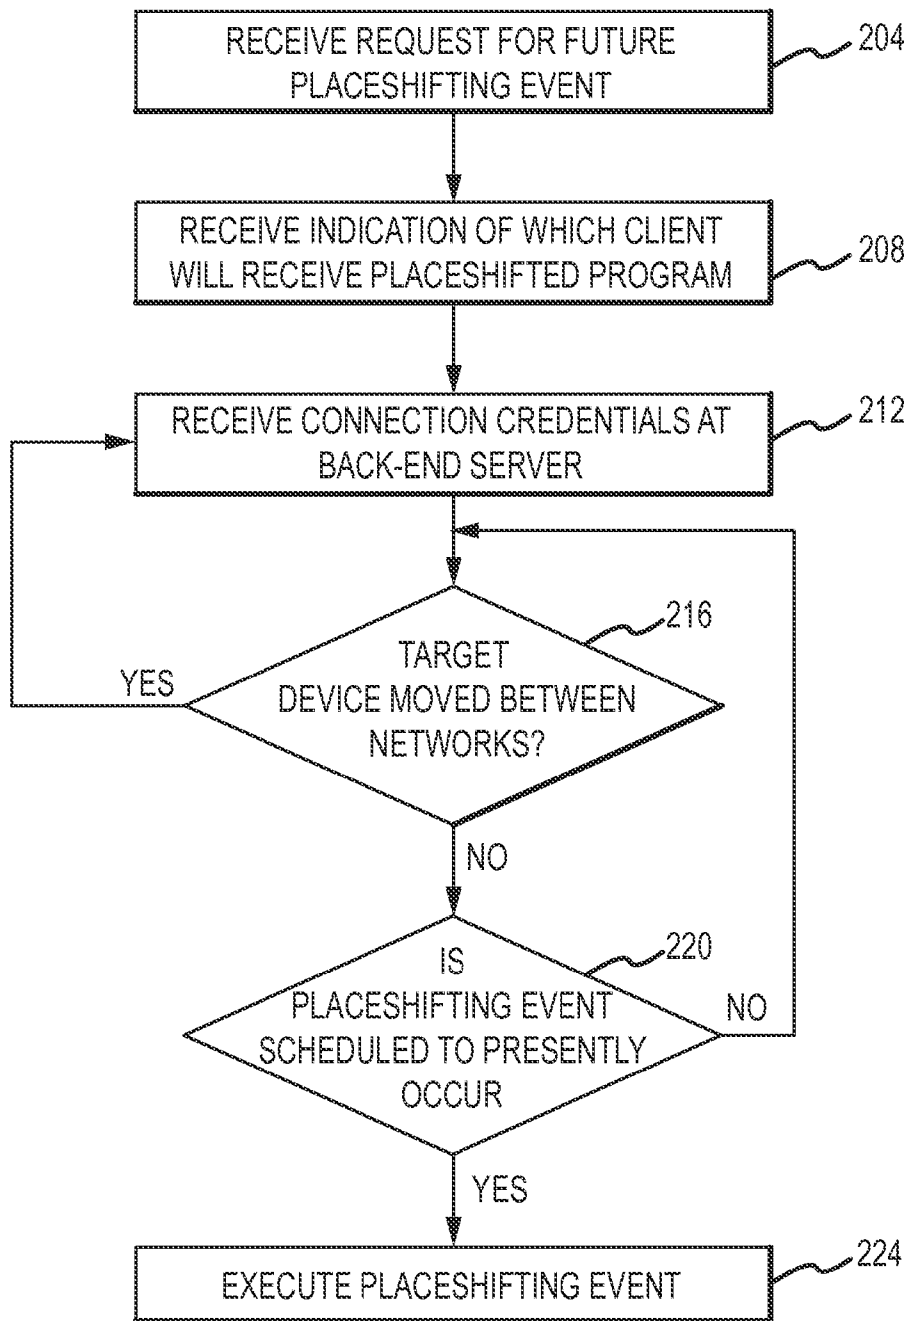 RECEIVE REQUEST FOR FUTURE
PLACESHIFTING EVENT
204
RECEIVE INDICATION OF WHICH CLIENT
WILL RECEIVE PLACESHIFTED PROGRAM
208
RECEIVE CONNECTION CREDENTIALS AT
BACK-END SERVER
212
TARGET
DEVICE MOVED BETWEEN
NETWORKS?
216
YES
NO
IS
PLACESHIFTING EVENT
SCHEDULED TO PRESENTLY
OCCUR
220
NO
YES
EXECUTE PLACESHIFTING EVENT
224